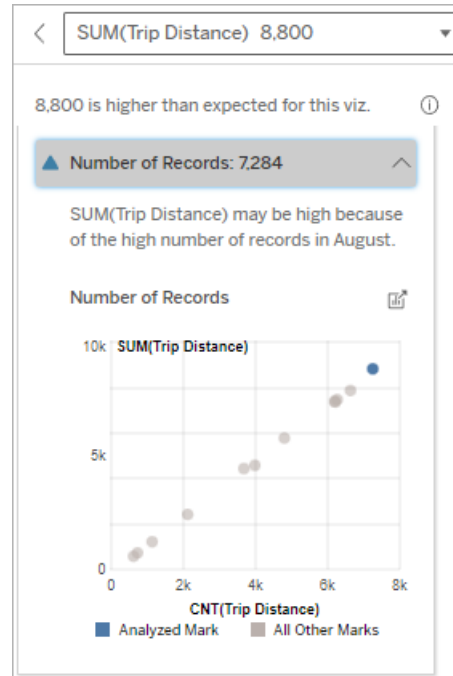 SUM(Trip Distance) 8,800
8,800 is higher than expected for this viz.
Number of Records: 7,284
SUM(Trip Distance) may be high because
of the high number of records in August.
Number of Records
10k SUM(Trip Distance)
5k
0
0 2k 4k 6k 8k
CNT(Trip Distance)
Analyzed Mark All Other Marks